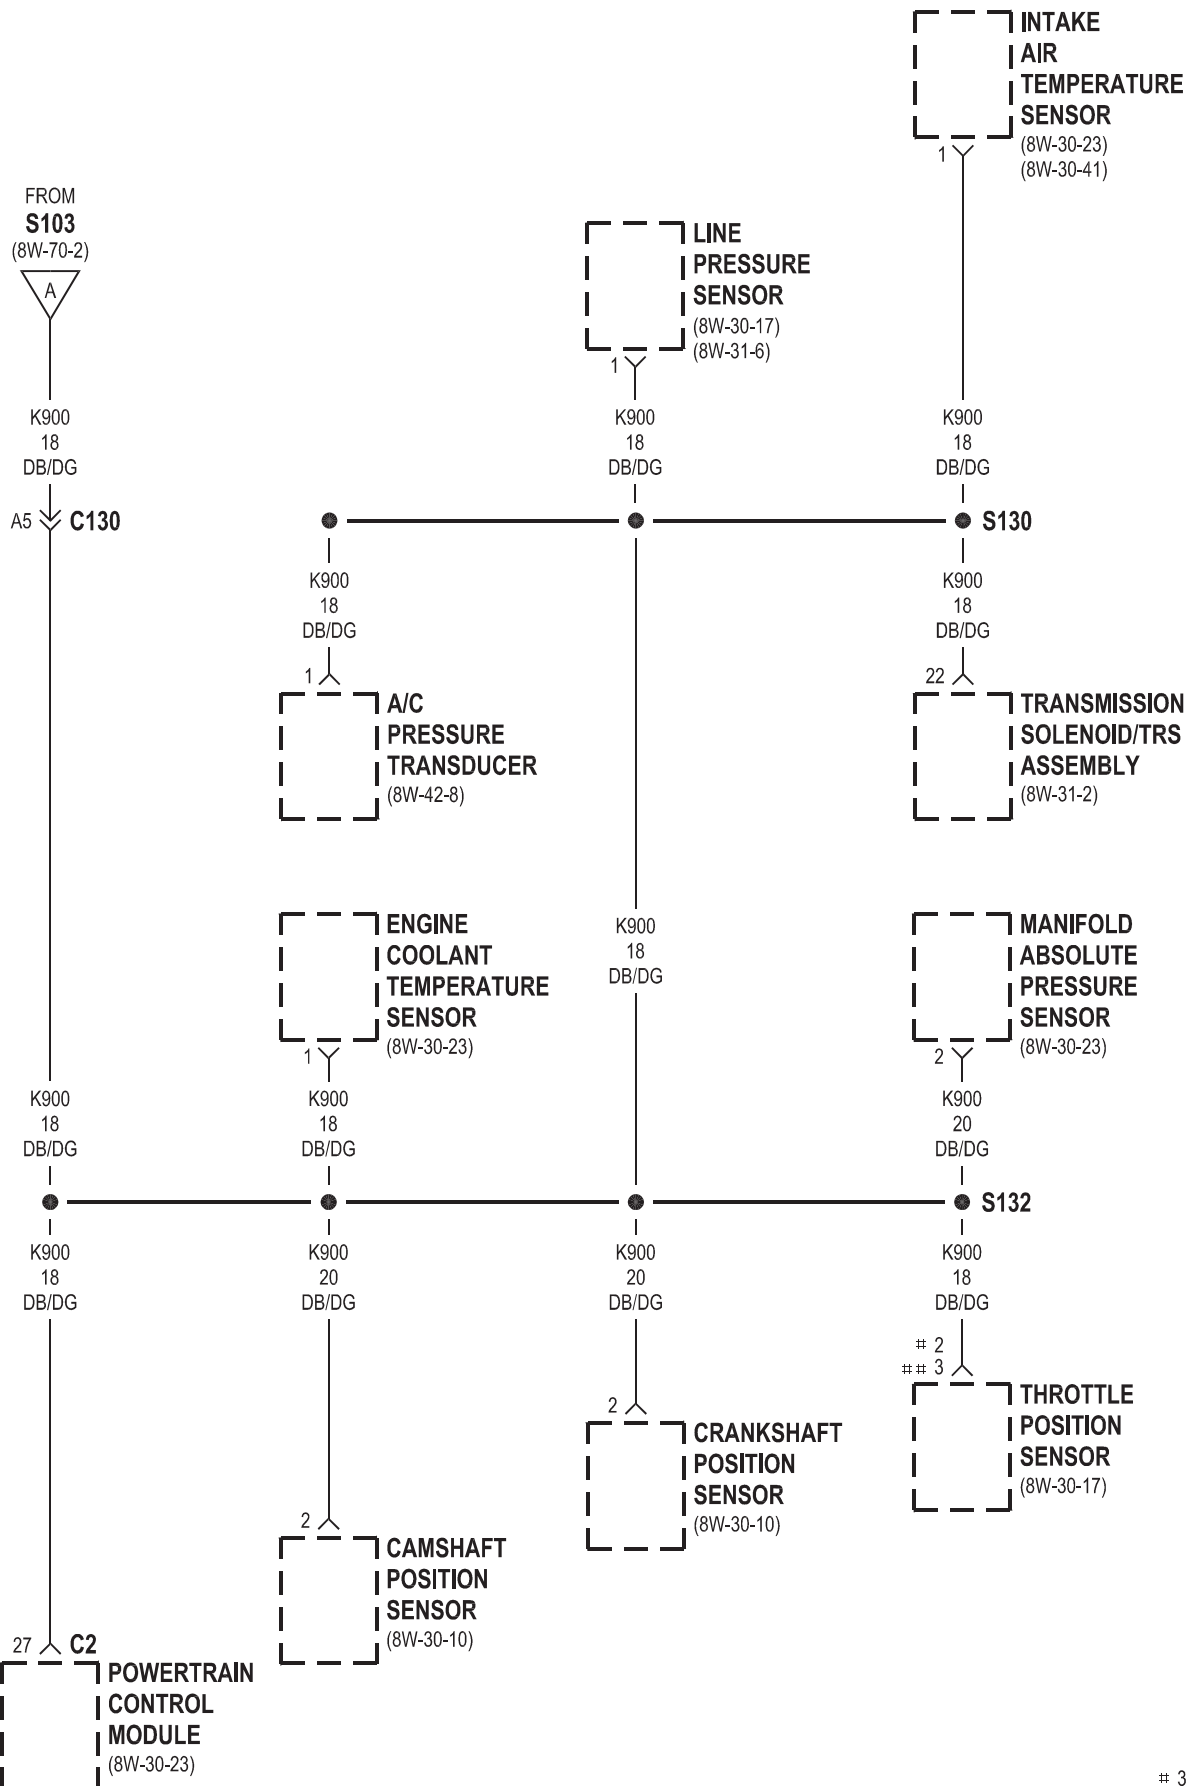 INTAKE
AIR
TEMPERATURE
SENSOR
(8W-30-23)
(8W-30-41)
1
FROM
S103
(8W-70-2)
A
LINE
PRESSURE
SENSOR
(8W-30-17)
(8W-31-6)
1
K900
18
DB/DG
K900
18
DB/DG
K900
18
DB/DG
A5
C130
S130
K900
18
DB/DG
K900
18
DB/DG
1
22
A/C
PRESSURE
TRANSDUCER
(8W-42-8)
TRANSMISSION
SOLENOID/TRS
ASSEMBLY
(8W-31-2)
ENGINE
COOLANT
TEMPERATURE
SENSOR
(8W-30-23)
1
K900
18
DB/DG
MANIFOLD
ABSOLUTE
PRESSURE
SENSOR
(8W-30-23)
2
K900
18
DB/DG
K900
18
DB/DG
K900
20
DB/DG
S132
K900
18
DB/DG
K900
20
DB/DG
K900
20
DB/DG
K900
18
DB/DG
# 2
## 3
THROTTLE
POSITION
SENSOR
(8W-30-17)
2
CRANKSHAFT
POSITION
SENSOR
(8W-30-10)
2
CAMSHAFT
POSITION
SENSOR
(8W-30-10)
27
C2
POWERTRAIN
CONTROL
MODULE
(8W-30-23)
# 3